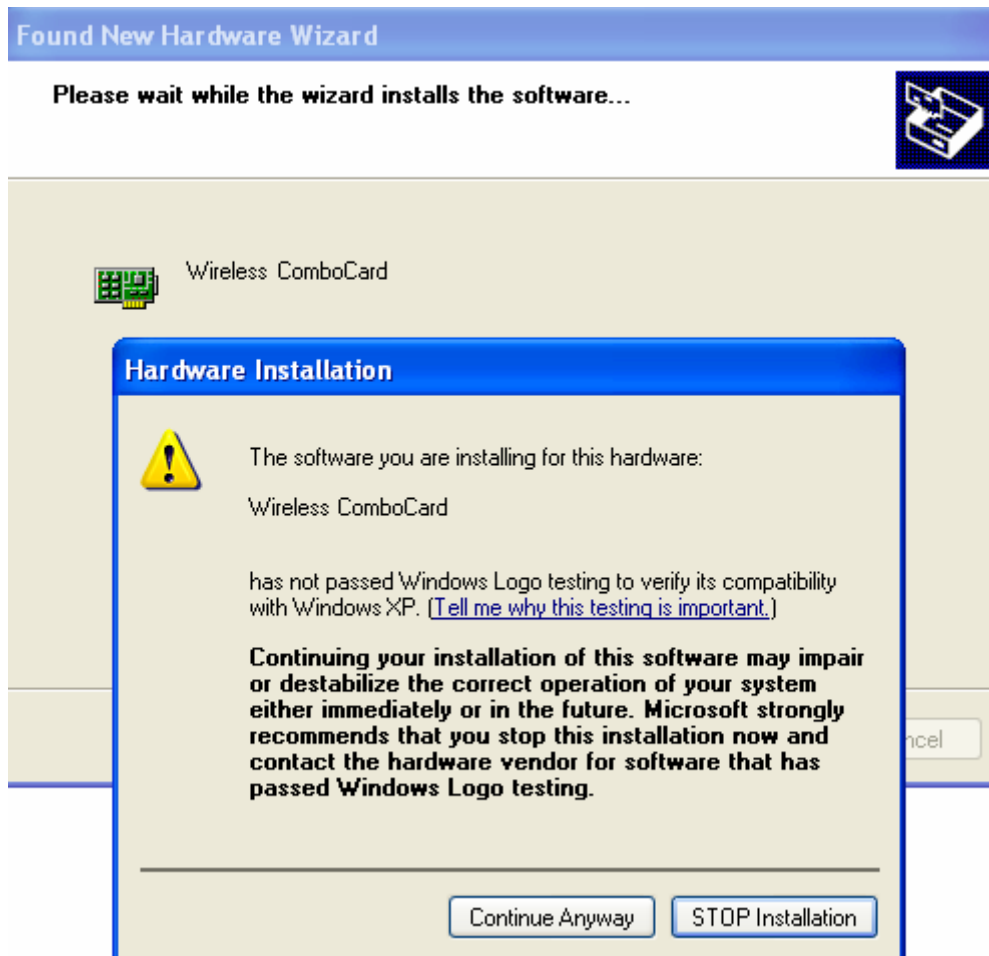 Found New Hardware Wizard
Please wait while the wizard installs the software...
Wireless ComboCard
Hardware Installation
The software you are installing for this hardware:
Wireless ComboCard
has not passed Windows Logo testing to verify its compatibility
with Windows XP. (Tell me why this testing is important.)
Continuing your installation of this software may impair
or destabilize the correct operation of your system
either immediately or in the future. Microsoft strongly
recommends that you stop this installation now and
contact the hardware vendor for software that has
passed Windows Logo testing.
ncel
Continue Anyway
STOP Installation